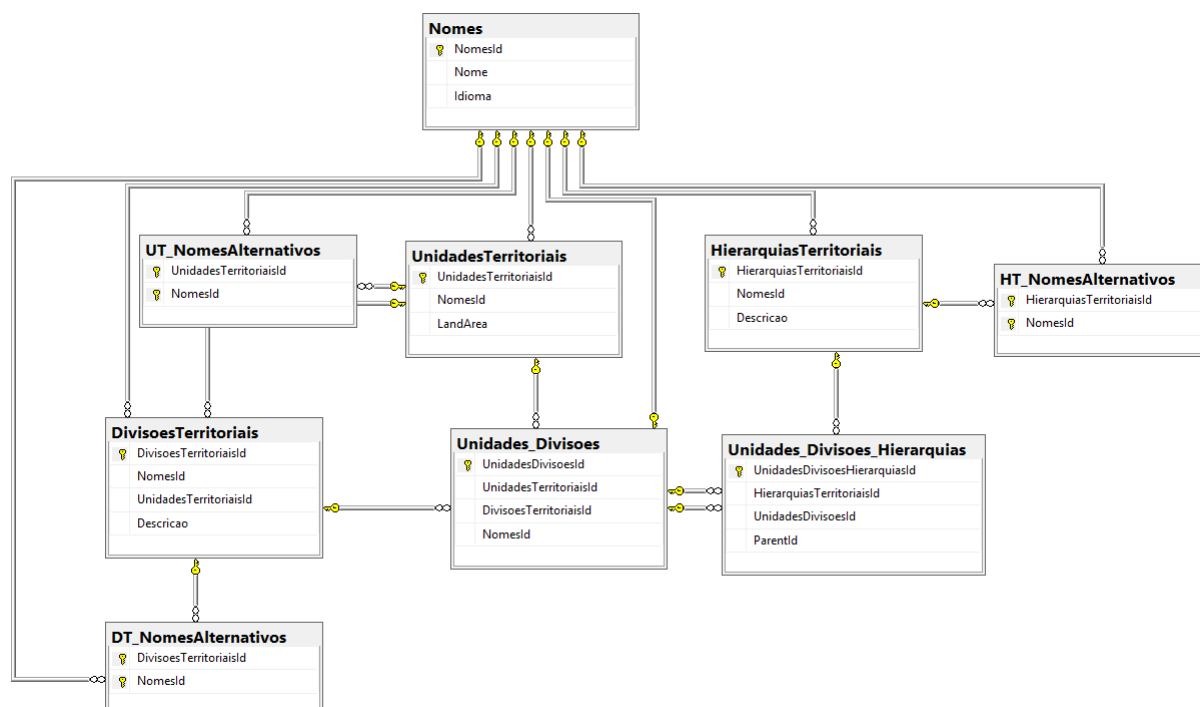 Nomes
NomesId
Nome
Idioma
UT_NomesAlternativos
UnidadesTerritoriaisId
NomesId
UnidadesTerritoriais
UnidadesTerritoriaisId
NomesId
LandArea
HierarquiasTerritoriais
HierarquiasTerritoriaisId
NomesId
Descricao
HT_NomesAlternativos
HierarquiasTerritoriaisId
NomesId
DivisoesTerritoriais
DivisoesTerritoriaisId
NomesId
UnidadesTerritoriaisId
Descricao
Unidades_Divisoes
UnidadesDivisoesId
UnidadesTerritoriaisId
DivisoesTerritoriaisId
NomesId
Unidades_Divisoes_Hierarquias
UnidadesDivisoesHierarquiasId
HierarquiasTerritoriaisId
UnidadesDivisoesId
ParentId
DT_NomesAlternativos
DivisoesTerritoriaisId
NomesId